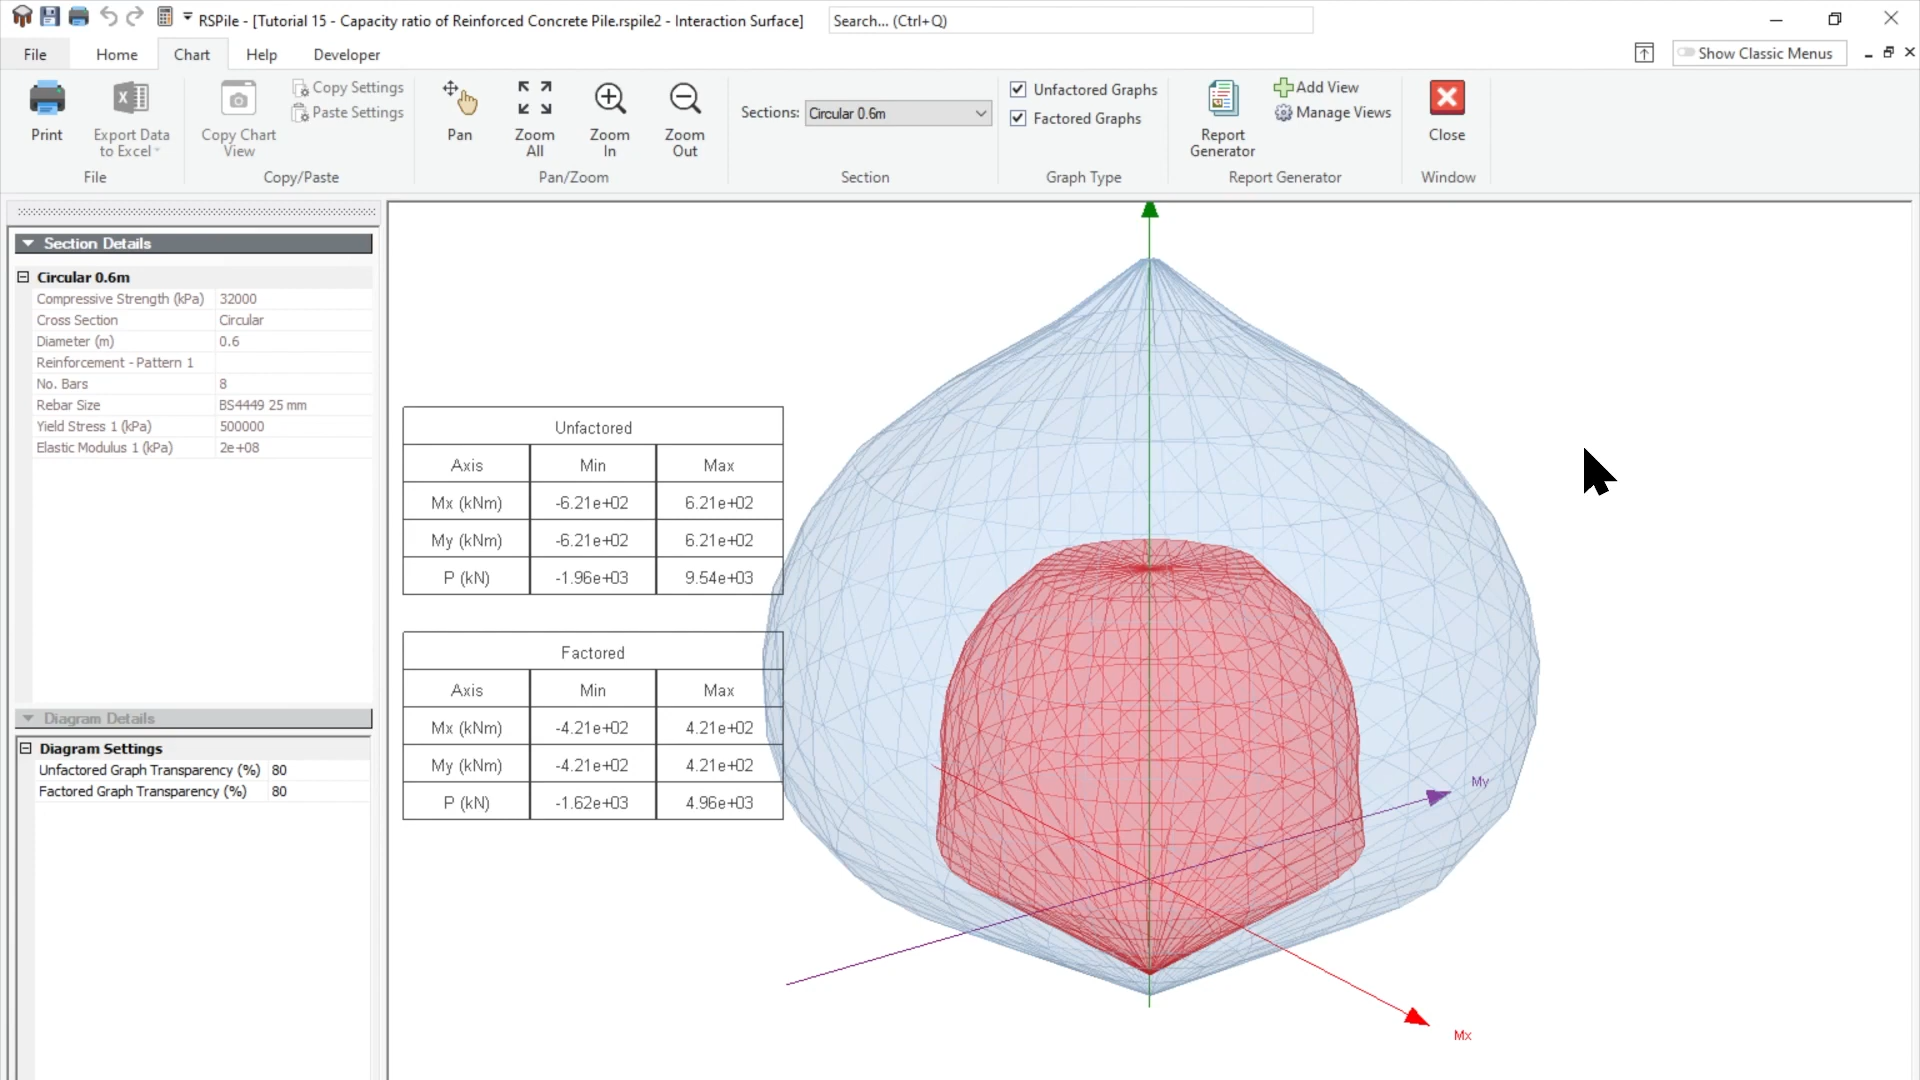 RSPile - [Tutorial 15 - Capacity ratio of Reinforced Concrete Pile.rspile2 - Interaction Surface]
Search... (Ctrl+Q)
File
Home
Chart
Help
Developer
Show Classic Menus
Print
Export Data
to Excel
File
Copy Chart
View
Copy Settings
Paste Settings
Copy/Paste
Pan
Zoom
All
Zoom
In
Zoom
Out
Pan/Zoom
Sections: Circular 0.6m
Section
Unfactored Graphs
Factored Graphs
Graph Type
Report
Generator
Add View
Manage Views
Report Generator
Close
Window
Section Details
Circular 0.6m
Compressive Strength (kPa) 32000
Cross Section Circular
Diameter (m) 0.6
Reinforcement - Pattern 1
No. Bars 8
Rebar Size BS4449 25 mm
Yield Stress 1 (kPa) 500000
Elastic Modulus 1 (kPa) 2e+08
Diagram Details
Diagram Settings
Unfactored Graph Transparency (%) 80
Factored Graph Transparency (%) 80
Unfactored
Axis Min Max
Mx (kNm) -6.21e+02 6.21e+02
My (kNm) -6.21e+02 6.21e+02
P (kN) -1.96e+03 9.54e+03
Factored
Axis Min Max
Mx (kNm) -4.21e+02 4.21e+02
My (kNm) -4.21e+02 4.21e+02
P (kN) -1.62e+03 4.96e+03
My
Mx